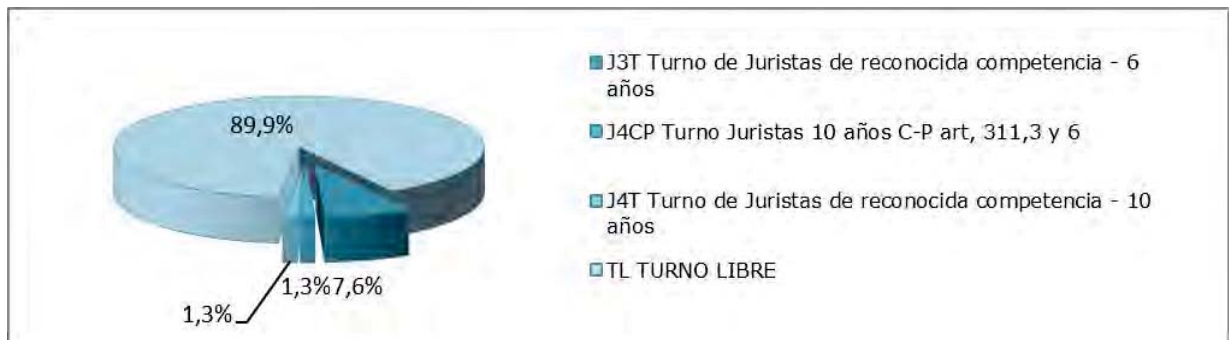 89,9%
1,3%
1,3%
7,6%
J3T Turno de Juristas de reconocida competencia - 6
años
J4CP Turno Juristas 10 años C-P art, 311,3 y 6
J4T Turno de Juristas de reconocida competencia - 10
años
TL TURNO LIBRE